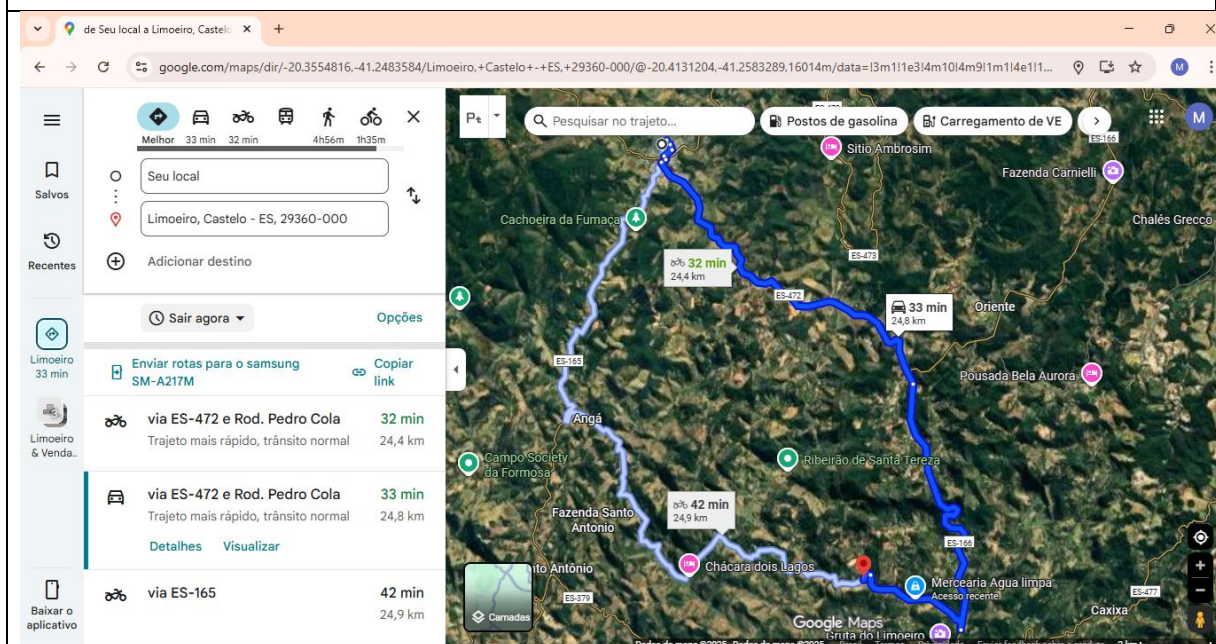 de Seu local a Limoeiro, Castelo
google.com/maps/dir/-20.3554816,-41.2483584/Limoeiro,+Castelo+-+ES,+29360-000/@-20.4131204,-41.2583289,16014m/data=!3m1!1e3!4m10!4m9!1m1!4e1!1...
M
Salvos
Recentes
Limoeiro
33 min
Limoeiro
& Venda..
Baixar o
aplicativo
Melhor 33 min 32 min 4h56m 1h35m
Seu local
Limoeiro, Castelo - ES, 29360-000
Adicionar destino
Sair agora
Opções
Enviar rotas para o samsung
SM-A217M
Copiar
link
via ES-472 e Rod. Pedro Cola 32 min
Trajeto mais rápido, trânsito normal 24,4 km
via ES-472 e Rod. Pedro Cola 33 min
Trajeto mais rápido, trânsito normal 24,8 km
Detalhes Visualizar
via ES-165 42 min
24,9 km
Pesquisar no trajeto...
Postos de gasolina
Carregamento de VE
M
ES-166
Sitio Ambrosim
Fazenda Carnielli
Cachoeira da Fumaça
Chalés Grecco
ES-473
32 min
24,4 km
ES-472
33 min
24,8 km
Oriente
ES-165
Pousada Bela Aurora
Angá
Campo Society
da Formosa
Ribeirão de Santa Tereza
42 min
24,9 km
Fazenda Santo
Antonio
ES-166
Chácara dois Lagos
to Antônio
Mercearia Agua limpa
Acesso recente
ES-379
ES-477
Caxixa
Camadas
Google Maps
Gruta do Limoeiro